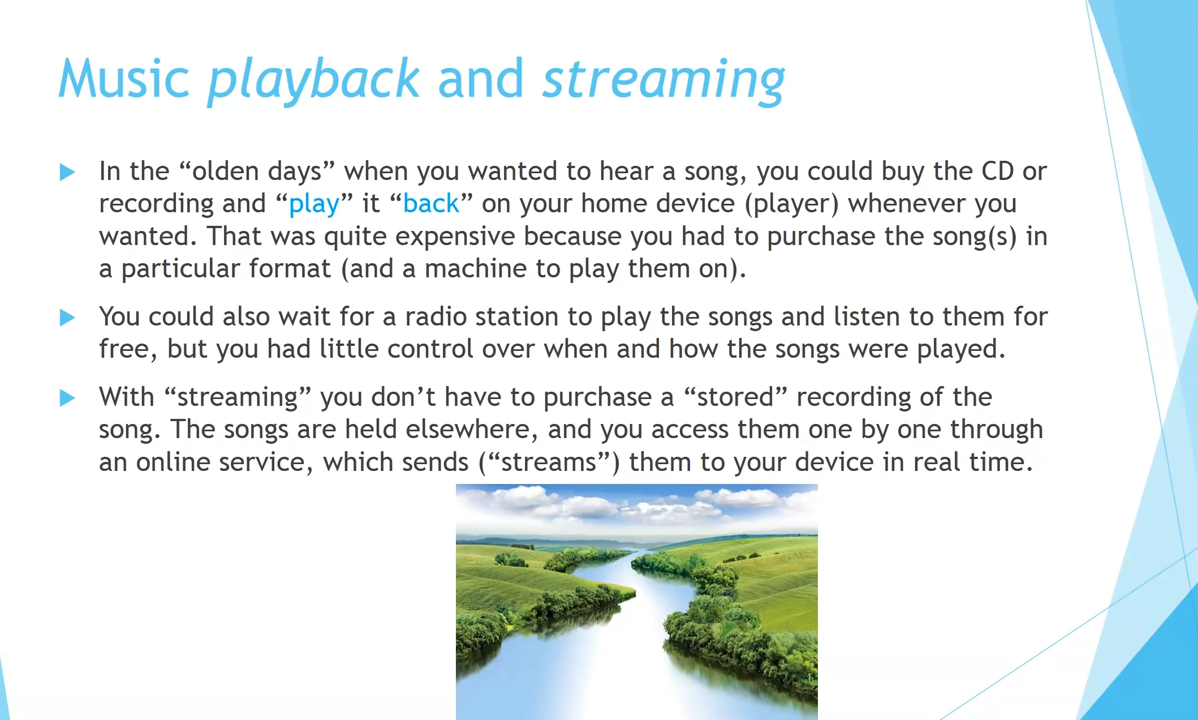 Music playback and streaming
In the “olden days” when you wanted to hear a song, you could buy the CD or
recording and “play” it “back” on your home device (player) whenever you
wanted. That was quite expensive because you had to purchase the song(s) in
a particular format (and a machine to play them on).
You could also wait for a radio station to play the songs and listen to them for
free, but you had little control over when and how the songs were played.
With “streaming” you don’t have to purchase a “stored” recording of the
song. The songs are held elsewhere, and you access them one by one through
an online service, which sends (“streams”) them to your device in real time.